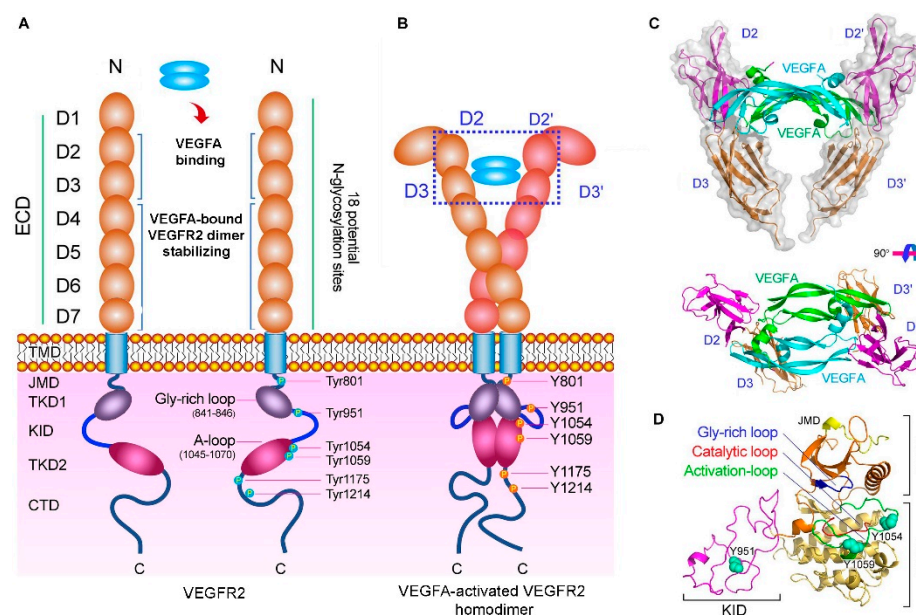 A
N
N
D1
D2
D3
D4
D5
D6
D7
ECD
VEGFA
binding
VEGFA-bound
VEGFR2 dimer
stabilizing
18 potential
N-glycosylation sites
TMD
JMD
TKD1
KID
TKD2
CTD
Gly-rich loop
(841-846)
A-loop
(1045-1070)
Tyr801
Tyr951
Tyr1054
Tyr1059
Tyr1175
Tyr1214
P
P
P
P
P
P
C
C
VEGFR2
B
D2
D2'
D3
D3'
Y801
Y951
Y1054
Y1059
Y1175
Y1214
P
P
P
P
P
P
C
C
VEGFA-activated VEGFR2
homodimer
C
D2
D2'
VEGFA
VEGFA
D3
D3'
90°
VEGFA
D3'
D2
D
D3
VEGFA
D
Gly-rich loop
Catalytic loop
Activation-loop
JMD
Y951
Y1054
Y1059
KID